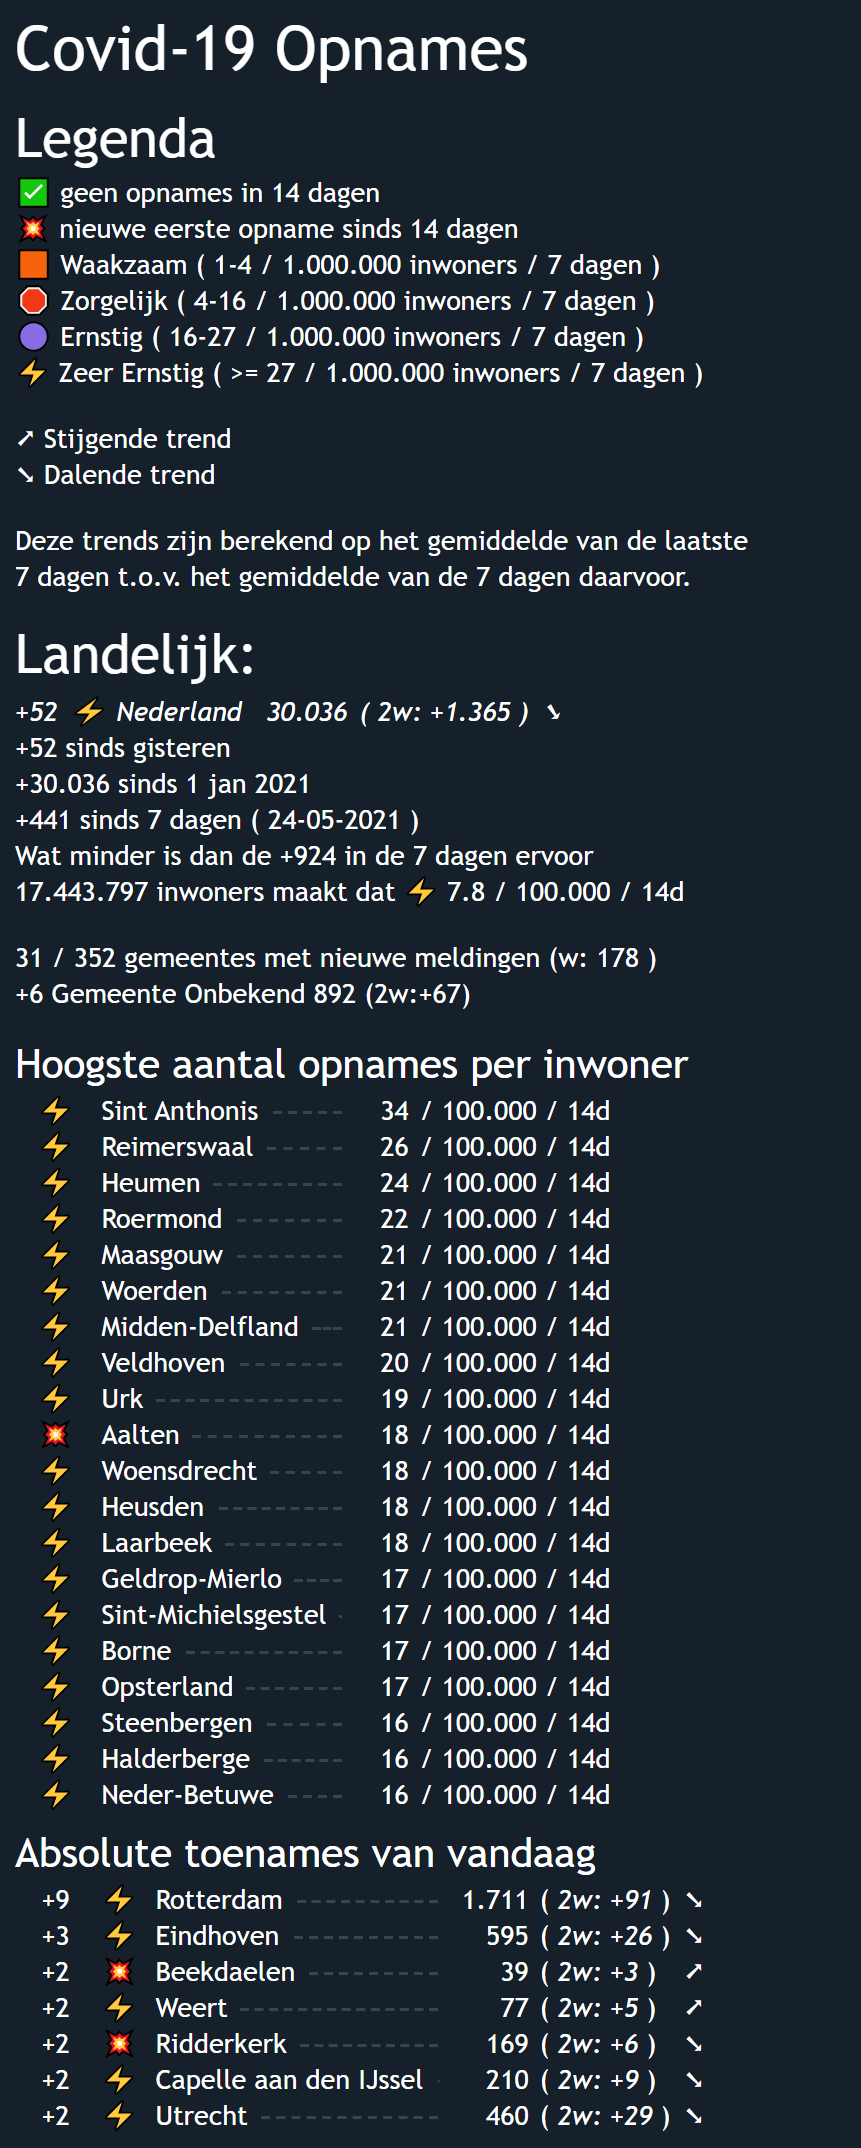 Covid-19 Opnames
Legenda
✅ geen opnames in 14 dagen
💥 nieuwe eerste opname sinds 14 dagen
🟧 Waakzaam ( 1-4 / 1.000.000 inwoners / 7 dagen )
🛑 Zorgelijk ( 4-16 / 1.000.000 inwoners / 7 dagen )
🟣 Ernstig ( 16-27 / 1.000.000 inwoners / 7 dagen )
⚡ Zeer Ernstig ( >= 27 / 1.000.000 inwoners / 7 dagen )
➚ Stijgende trend
➘ Dalende trend
Deze trends zijn berekend op het gemiddelde van de laatste
7 dagen t.o.v. het gemiddelde van de 7 dagen daarvoor.
Landelijk:
+52 ⚡ Nederland 30.036 ( 2w: +1.365 ) ➘
+52 sinds gisteren
+30.036 sinds 1 jan 2021
+441 sinds 7 dagen ( 24-05-2021 )
Wat minder is dan de +924 in de 7 dagen ervoor
17.443.797 inwoners maakt dat ⚡ 7.8 / 100.000 / 14d
31 / 352 gemeentes met nieuwe meldingen (w: 178 )
+6 Gemeente Onbekend 892 (2w:+67)
Hoogste aantal opnames per inwoner
⚡ Sint Anthonis ----- 34 / 100.000 / 14d
⚡ Reimerswaal ----- 26 / 100.000 / 14d
⚡ Heumen --------- 24 / 100.000 / 14d
⚡ Roermond ------- 22 / 100.000 / 14d
⚡ Maasgouw ------- 21 / 100.000 / 14d
⚡ Woerden -------- 21 / 100.000 / 14d
⚡ Midden-Delfland --- 21 / 100.000 / 14d
⚡ Veldhoven ------- 20 / 100.000 / 14d
⚡ Urk ------------- 19 / 100.000 / 14d
💥 Aalten ---------- 18 / 100.000 / 14d
⚡ Woensdrecht ----- 18 / 100.000 / 14d
⚡ Heusden --------- 18 / 100.000 / 14d
⚡ Laarbeek -------- 18 / 100.000 / 14d
⚡ Geldrop-Mierlo ---- 17 / 100.000 / 14d
⚡ Sint-Michielsgestel - 17 / 100.000 / 14d
⚡ Borne ----------- 17 / 100.000 / 14d
⚡ Opsterland ------- 17 / 100.000 / 14d
⚡ Steenbergen ----- 16 / 100.000 / 14d
⚡ Halderberge ------ 16 / 100.000 / 14d
⚡ Neder-Betuwe ---- 16 / 100.000 / 14d
Absolute toenames van vandaag
+9 ⚡ Rotterdam ---------- 1.711 ( 2w: +91 ) ➘
+3 ⚡ Eindhoven ---------- 595 ( 2w: +26 ) ➘
+2 💥 Beekdaelen --------- 39 ( 2w: +3 ) ➚
+2 ⚡ Weert -------------- 77 ( 2w: +5 ) ➚
+2 💥 Ridderkerk ---------- 169 ( 2w: +6 ) ➘
+2 ⚡ Capelle aan den IJssel - 210 ( 2w: +9 ) ➘
+2 ⚡ Utrecht ------------ 460 ( 2w: +29 ) ➘